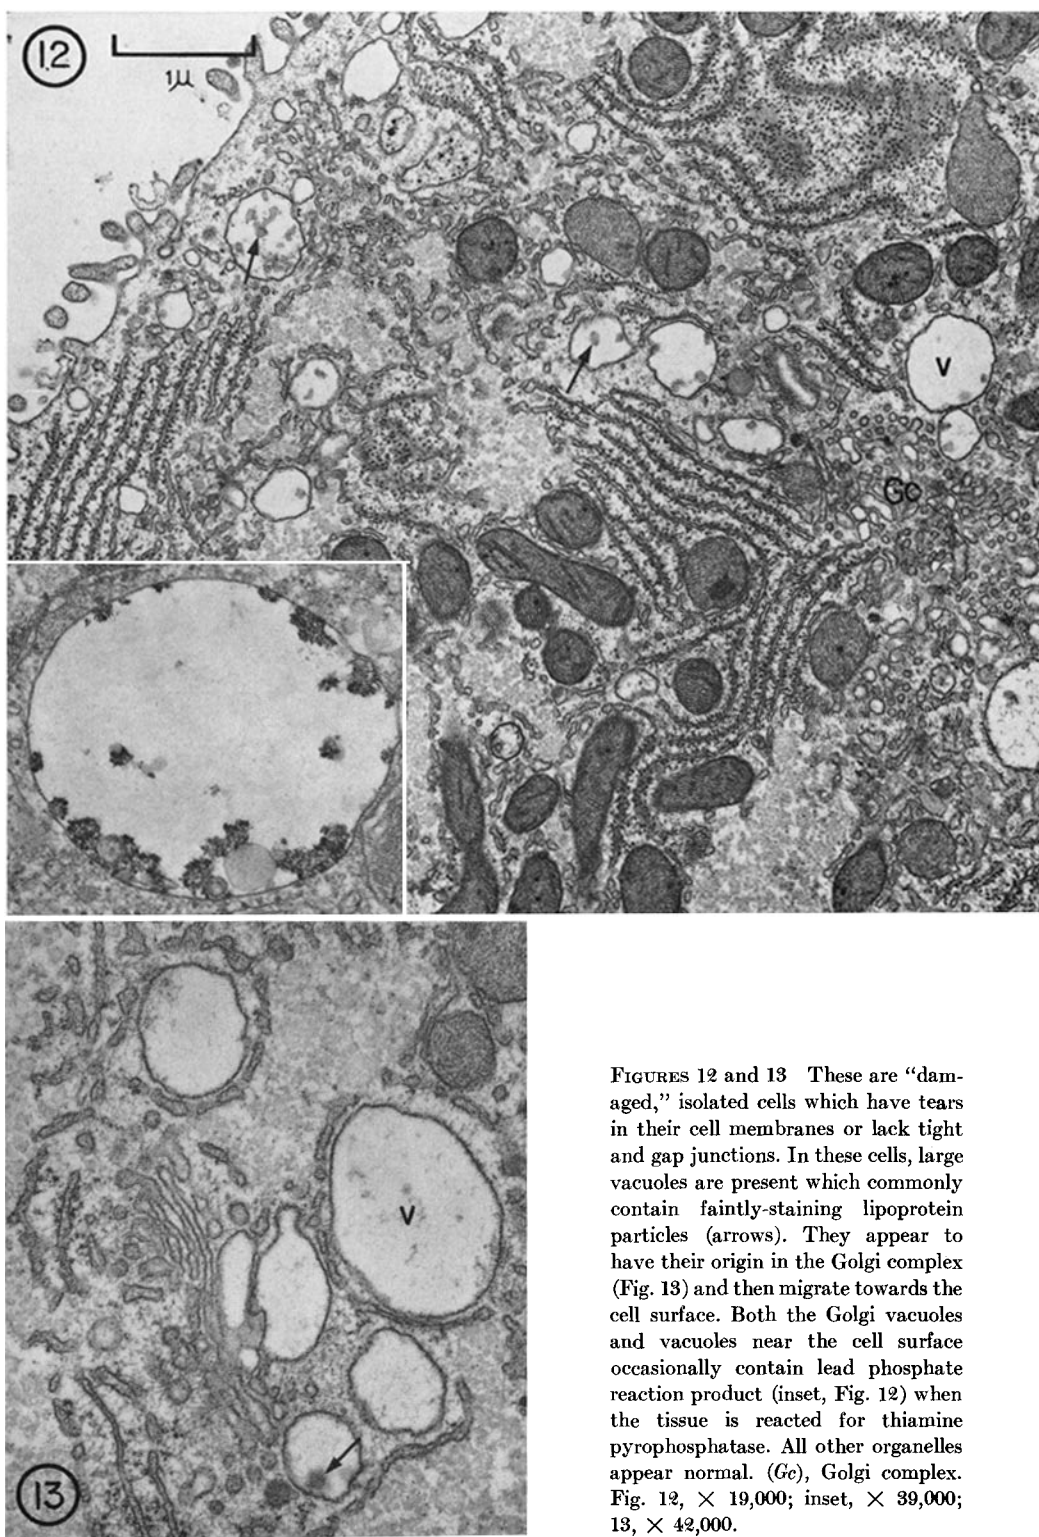 12
1µ
V
Gc
V
13
FIGURES 12 and 13 These are “dam-
aged,” isolated cells which have tears
in their cell membranes or lack tight
and gap junctions. In these cells, large
vacuoles are present which commonly
contain faintly-staining lipoprotein
particles (arrows). They appear to
have their origin in the Golgi complex
(Fig. 13) and then migrate towards the
cell surface. Both the Golgi vacuoles
and vacuoles near the cell surface
occasionally contain lead phosphate
reaction product (inset, Fig. 12) when
the tissue is reacted for thiamine
pyrophosphatase. All other organelles
appear normal. (Gc), Golgi complex.
Fig. 12, × 19,000; inset, × 39,000;
13, × 42,000.